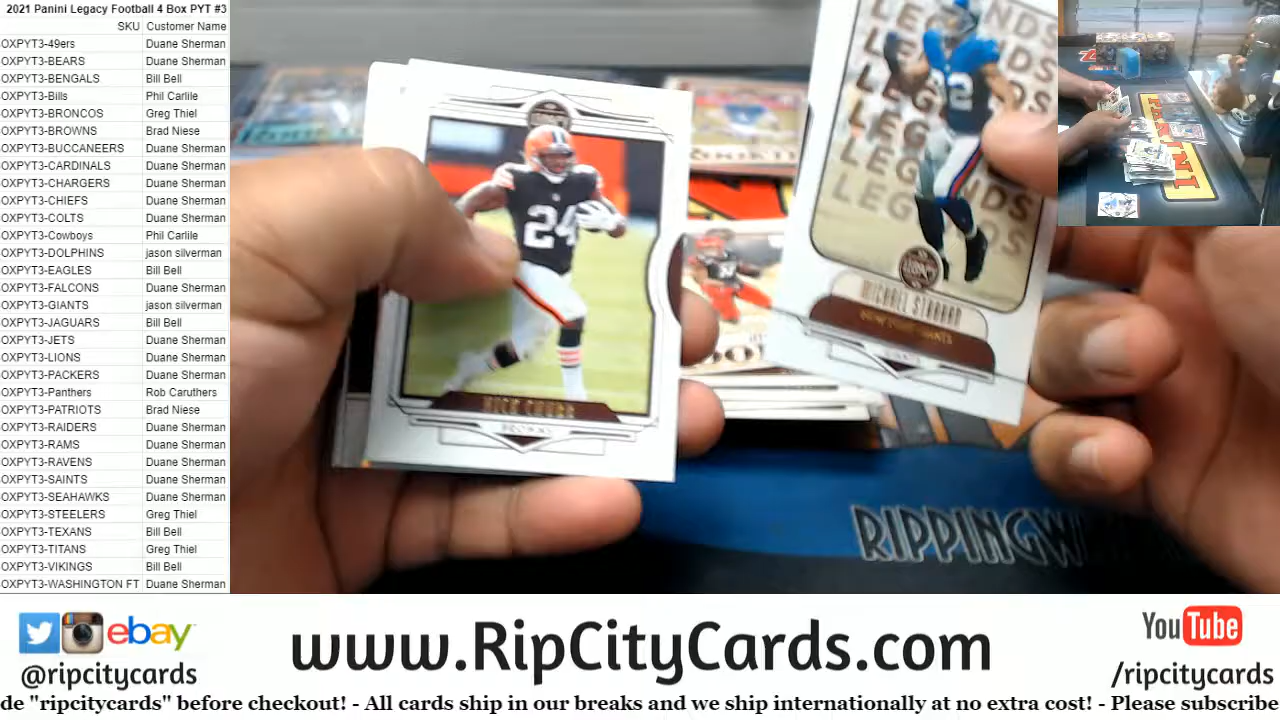 2021 Panini Legacy Football 4 Box PYT #3
SKU Customer Name
OXPYT3-49ers Duane Sherman
OXPYT3-BEARS Duane Sherman
OXPYT3-BENGALS Bill Bell
OXPYT3-Bills Phil Carlile
OXPYT3-BRONCOS Greg Thiel
OXPYT3-BROWNS Brad Niese
OXPYT3-BUCCANEERS Duane Sherman
OXPYT3-CARDINALS Duane Sherman
OXPYT3-CHARGERS Duane Sherman
OXPYT3-CHIEFS Duane Sherman
OXPYT3-COLTS Duane Sherman
OXPYT3-Cowboys Phil Carlile
OXPYT3-DOLPHINS jason silverman
OXPYT3-EAGLES Bill Bell
OXPYT3-FALCONS Duane Sherman
OXPYT3-GIANTS jason silverman
OXPYT3-JAGUARS Bill Bell
OXPYT3-JETS Duane Sherman
OXPYT3-LIONS Duane Sherman
OXPYT3-PACKERS Duane Sherman
OXPYT3-Panthers Rob Caruthers
OXPYT3-PATRIOTS Brad Niese
OXPYT3-RAIDERS Duane Sherman
OXPYT3-RAMS Duane Sherman
OXPYT3-RAVENS Duane Sherman
OXPYT3-SAINTS Duane Sherman
OXPYT3-SEAHAWKS Duane Sherman
OXPYT3-STEELERS Greg Thiel
OXPYT3-TEXANS Bill Bell
OXPYT3-TITANS Greg Thiel
OXPYT3-VIKINGS Bill Bell
OXPYT3-WASHINGTON FT Duane Sherman
24
BROWNS
LEGENDS
MICHAEL STRAHAN
PANINI
RIPPINGW
ebay
@ripcitycards
www.RipCityCards.com
YouTube
/ripcitycards
de "ripcitycards" before checkout! - All cards ship in our breaks and we ship internationally at no extra cost! - Please subscribe